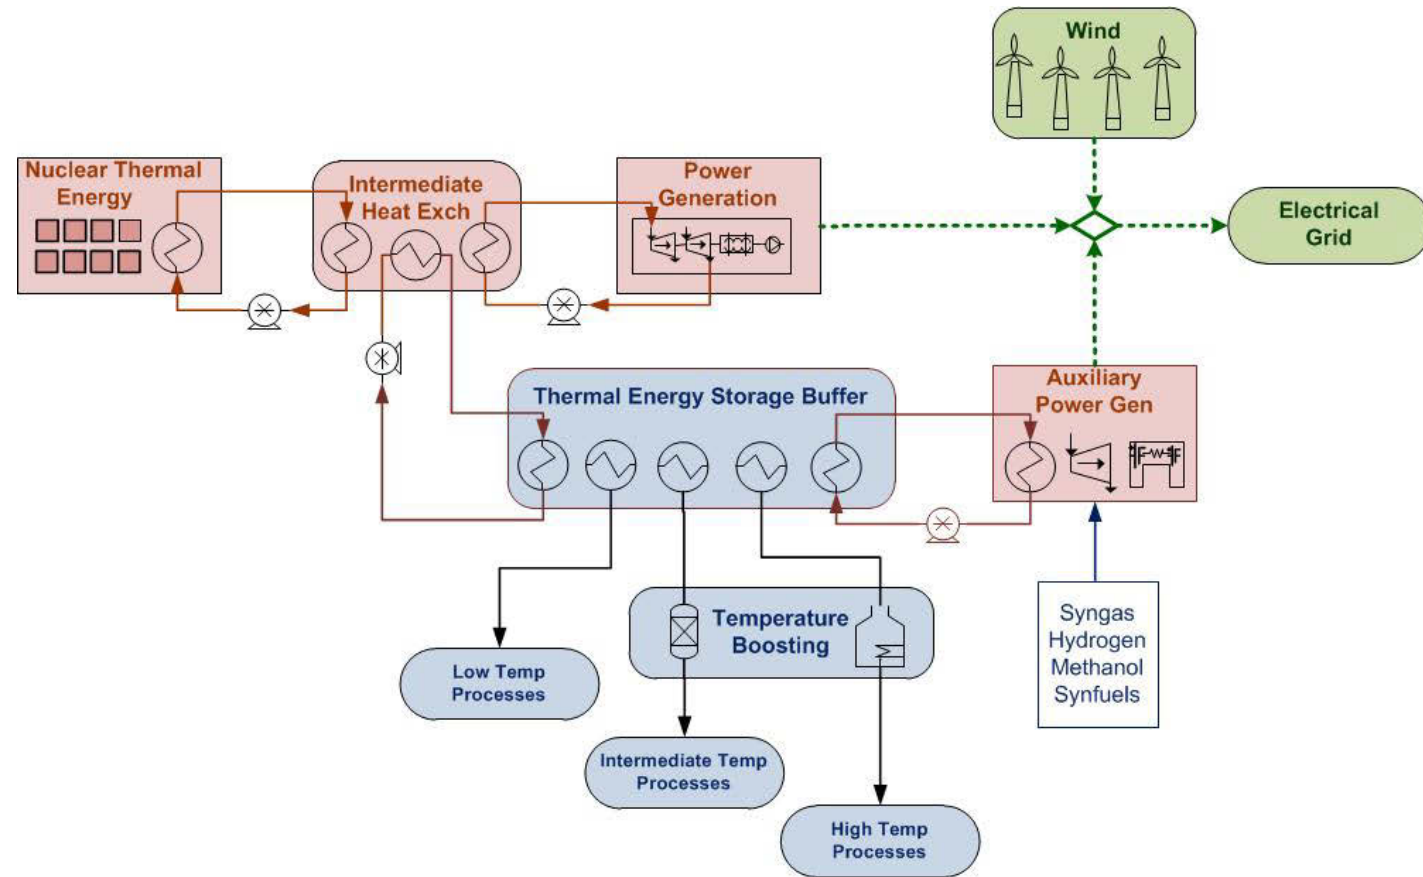 Wind
Nuclear Thermal
Energy
Intermediate
Heat Exch
Power
Generation
Electrical
Grid
Thermal Energy Storage Buffer
Auxiliary
Power Gen
Temperature
Boosting
Syngas
Hydrogen
Methanol
Synfuels
Low Temp
Processes
Intermediate Temp
Processes
High Temp
Processes